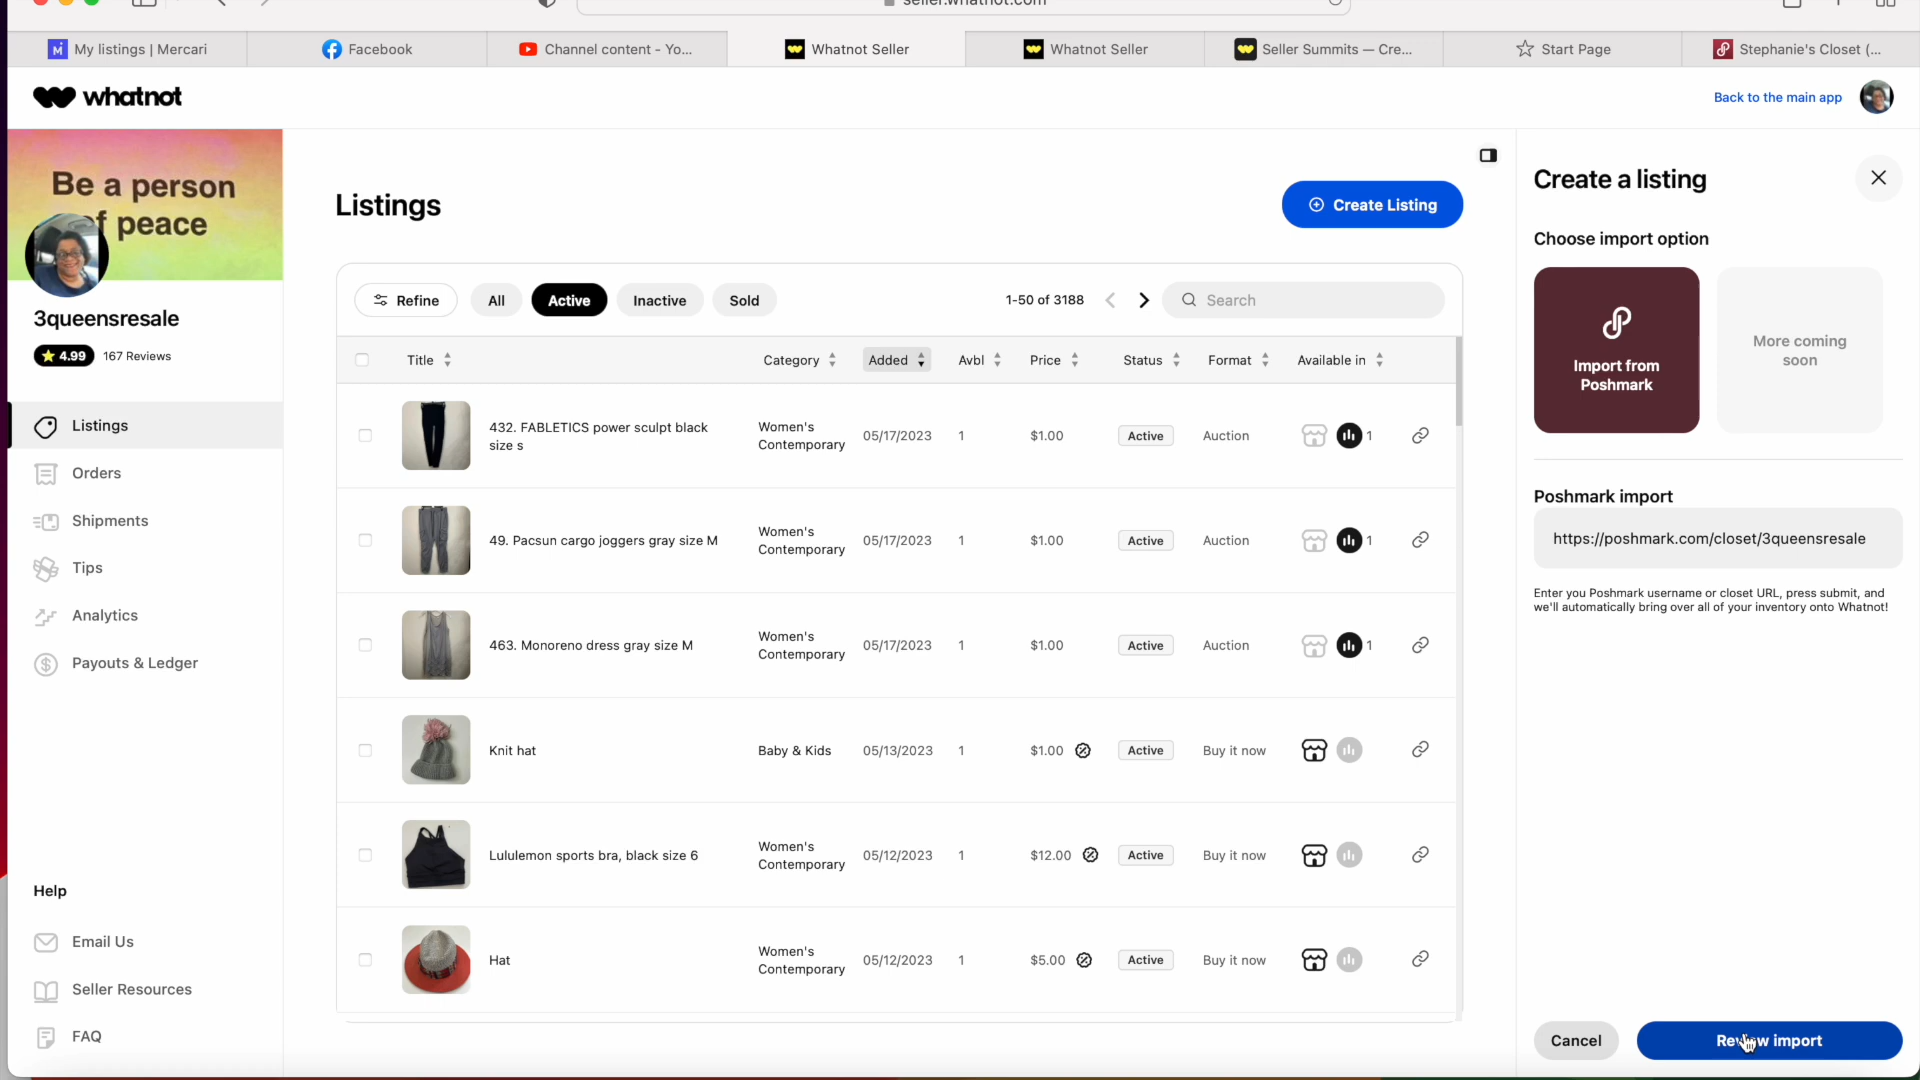 seller.whatnot.com
My listings | Mercari
Facebook
Channel content - Yo...
Whatnot Seller
Whatnot Seller
Seller Summits — Cre...
Start Page
Stephanie's Closet (...
whatnot
Back to the main app
Be a person
of peace
3queensresale
4.99 167 Reviews
Listings
Orders
Shipments
Tips
Analytics
Payouts & Ledger
Help
Email Us
Seller Resources
FAQ
Listings
Create Listing
Refine All Active Inactive Sold 1-50 of 3188 Search
Title Category Added Avbl Price Status Format Available in
432. FABLETICS power sculpt black
size s
Women's
Contemporary
05/17/2023 1 $1.00 Active Auction 1
49. Pacsun cargo joggers gray size M
Women's
Contemporary
05/17/2023 1 $1.00 Active Auction 1
463. Monoreno dress gray size M
Women's
Contemporary
05/17/2023 1 $1.00 Active Auction 1
Knit hat Baby & Kids 05/13/2023 1 $1.00 Active Buy it now
Lululemon sports bra, black size 6
Women's
Contemporary
05/12/2023 1 $12.00 Active Buy it now
Hat
Women's
Contemporary
05/12/2023 1 $5.00 Active Buy it now
Create a listing
Choose import option
Import from
Poshmark
More coming
soon
Poshmark import
https://poshmark.com/closet/3queensresale
Enter you Poshmark username or closet URL, press submit, and
we'll automatically bring over all of your inventory onto Whatnot!
Cancel
Review import